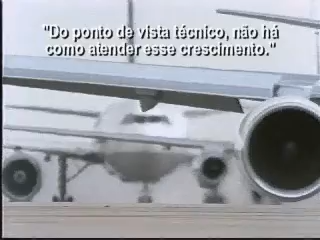 "Do ponto de vista técnico, não há
como atender esse crescimento."